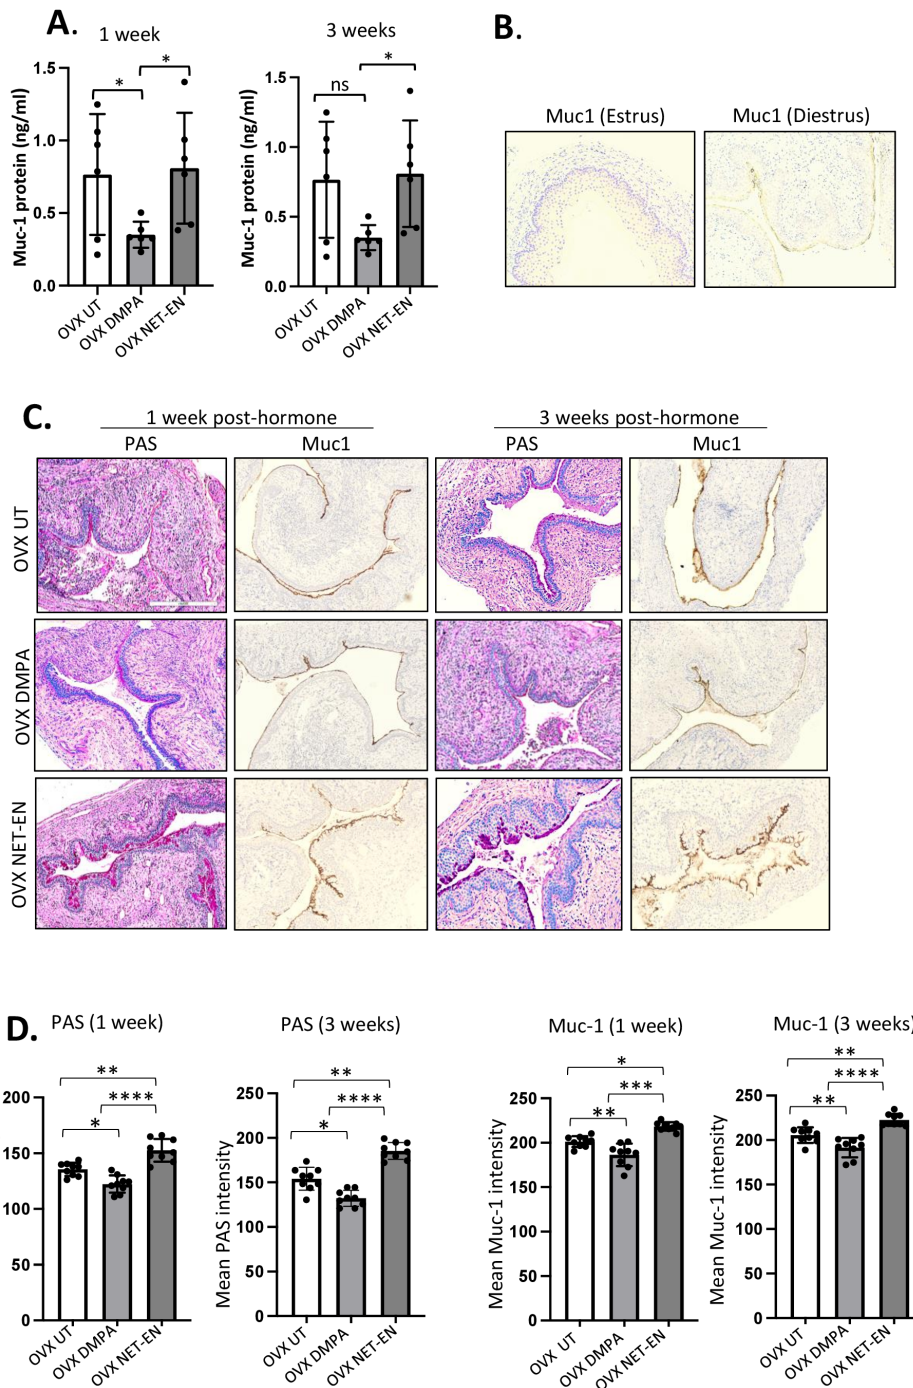 A.
1 week
3 weeks
B.
Muc-1 protein (ng/ml)
1.5
1.0
0.5
0.0
*
*
OVX UT
OVX DMPA
OVX NET-EN
Muc-1 protein (ng/ml)
1.5
1.0
0.5
0.0
ns
*
OVX UT
OVX DMPA
OVX NET-EN
Muc1 (Estrus)
Muc1 (Diestrus)
C.
1 week post-hormone
3 weeks post-hormone
PAS
Muc1
PAS
Muc1
OVX UT
OVX DMPA
OVX NET-EN
D.
PAS (1 week)
200
150
100
50
0
**
****
*
OVX UT
OVX DMPA
OVX NET-EN
PAS (3 weeks)
Mean PAS intensity
250
200
150
100
50
0
**
****
*
OVX UT
OVX DMPA
OVX NET-EN
Muc-1 (1 week)
Mean Muc-1 intensity
250
200
150
100
50
0
*
***
**
OVX UT
OVX DMPA
OVX NET-EN
Muc-1 (3 weeks)
Mean Muc-1 intensity
250
200
150
100
50
0
**
****
**
OVX UT
OVX DMPA
OVX NET-EN